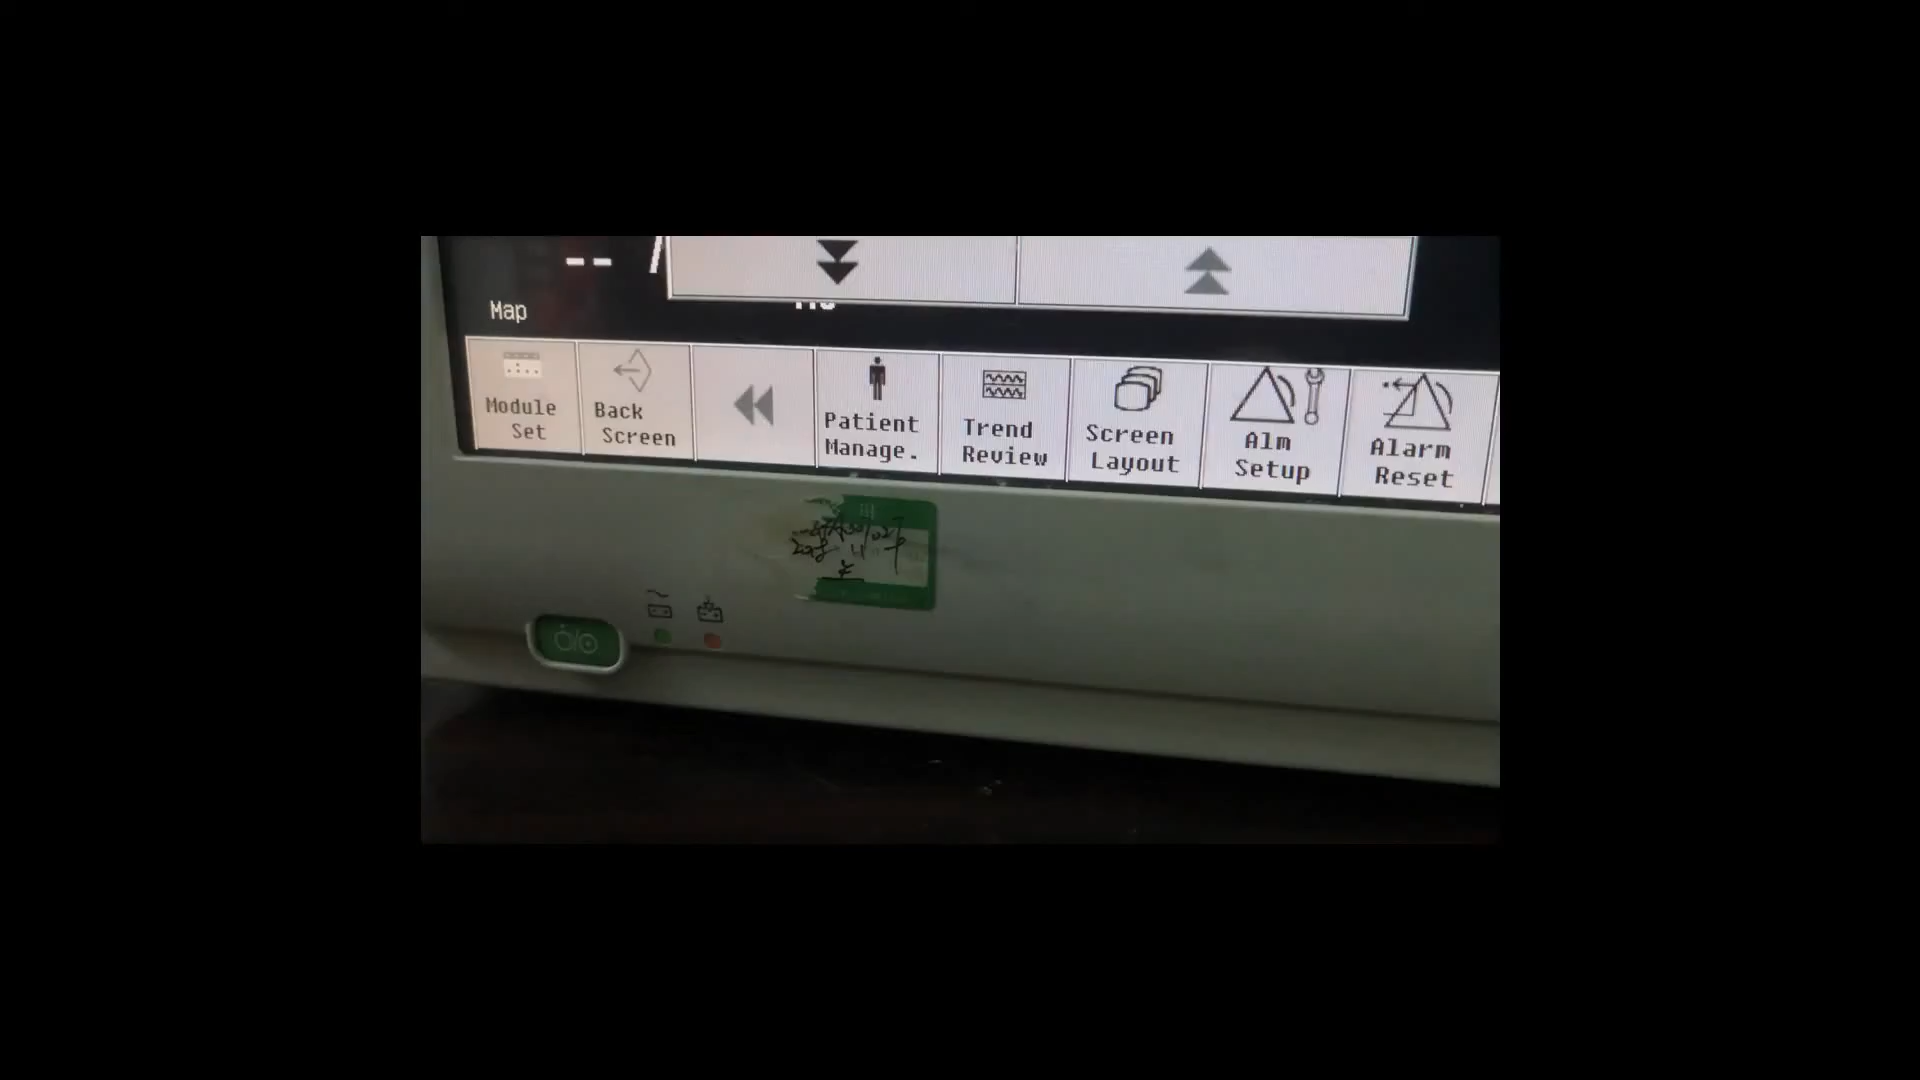 -- /
Map
Module
Set
Back
Screen
Patient
Manage.
Trend
Review
Screen
Layout
Alm
Setup
Alarm
Reset